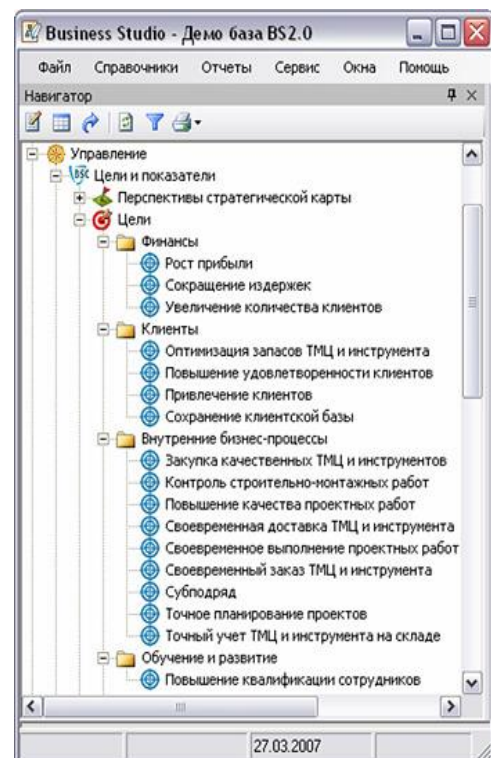 Business Studio - Демо база BS2.0
Файл Справочники Отчеты Сервис Окна Помощь
Навигатор
Управление
BSC Цели и показатели
Перспективы стратегической карты
Цели
Финансы
Рост прибыли
Сокращение издержек
Увеличение количества клиентов
Клиенты
Оптимизация запасов ТМЦ и инструмента
Повышение удовлетворенности клиентов
Привлечение клиентов
Сохранение клиентской базы
Внутренние бизнес-процессы
Закупка качественных ТМЦ и инструментов
Контроль строительно-монтажных работ
Повышение качества проектных работ
Своевременная доставка ТМЦ и инструмента
Своевременное выполнение проектных работ
Своевременный заказ ТМЦ и инструмента
Субподряд
Точное планирование проектов
Точный учет ТМЦ и инструмента на складе
Обучение и развитие
Повышение квалификации сотрудников
27.03.2007